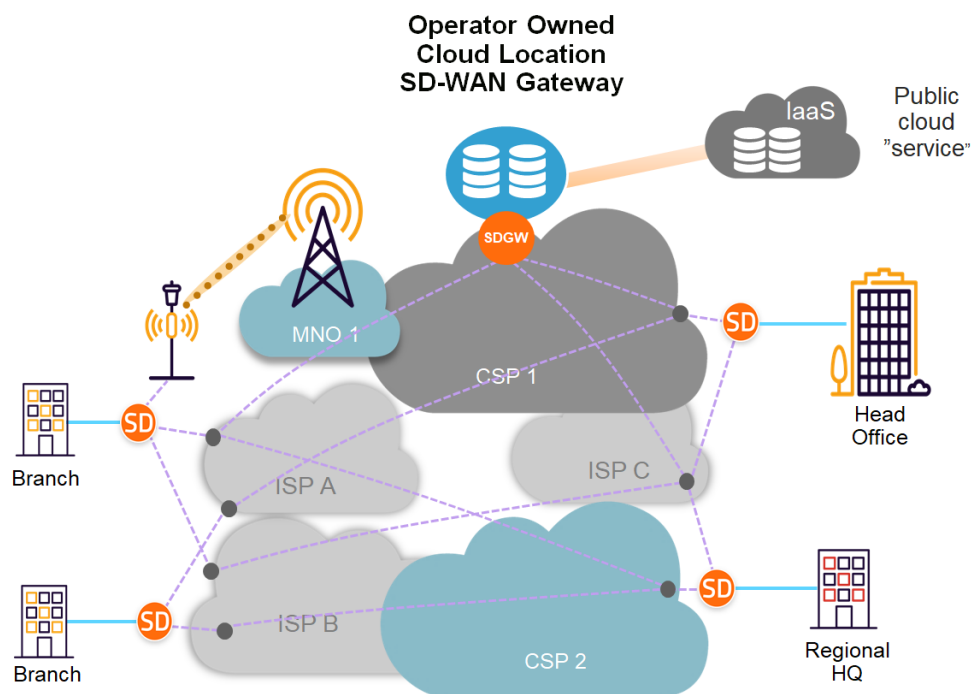 Operator Owned
Cloud Location
SD-WAN Gateway
IaaS
Public
cloud
”service”
SDGW
MNO 1
SD
CSP 1
SD
Head
Office
Branch
ISP A
ISP C
SD
SD
ISP B
CSP 2
Branch
Regional
HQ